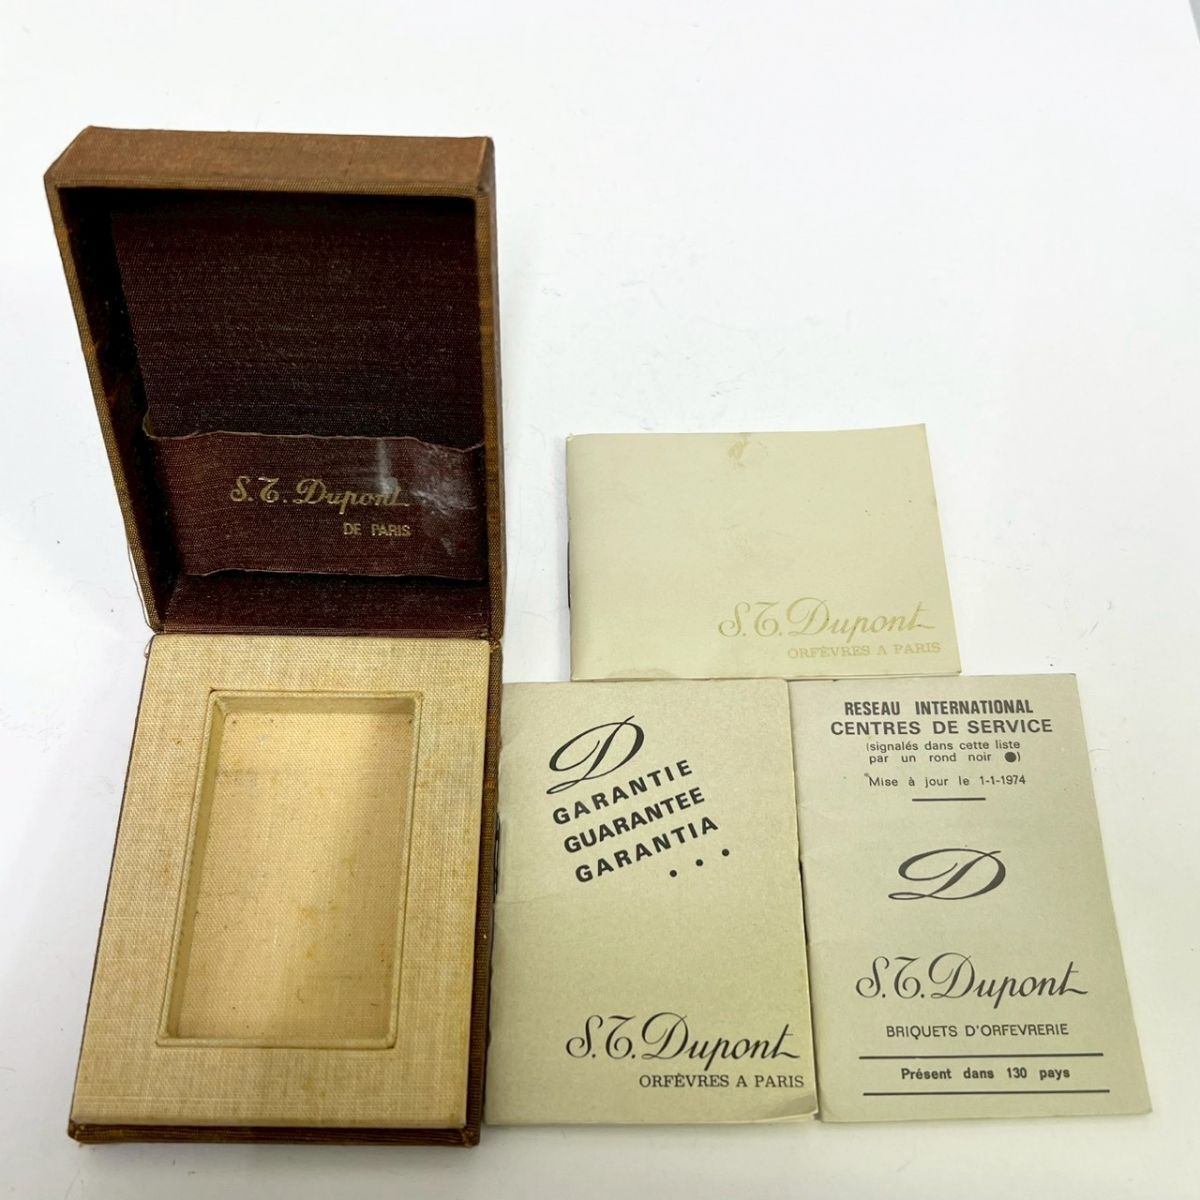 S.T. Dupont
DE PARIS
S.T. Dupont
ORFÈVRES A PARIS
D
GARANTIE
GUARANTEE
GARANTIA
...
S.T. Dupont
ORFÈVRES A PARIS
RESEAU INTERNATIONAL
CENTRES DE SERVICE
(signalés dans cette liste
par un rond noir ●)
Mise à jour le 1-1-1974
D
S.T. Dupont
BRIQUETS D'ORFEVRERIE
Présent dans 130 pays